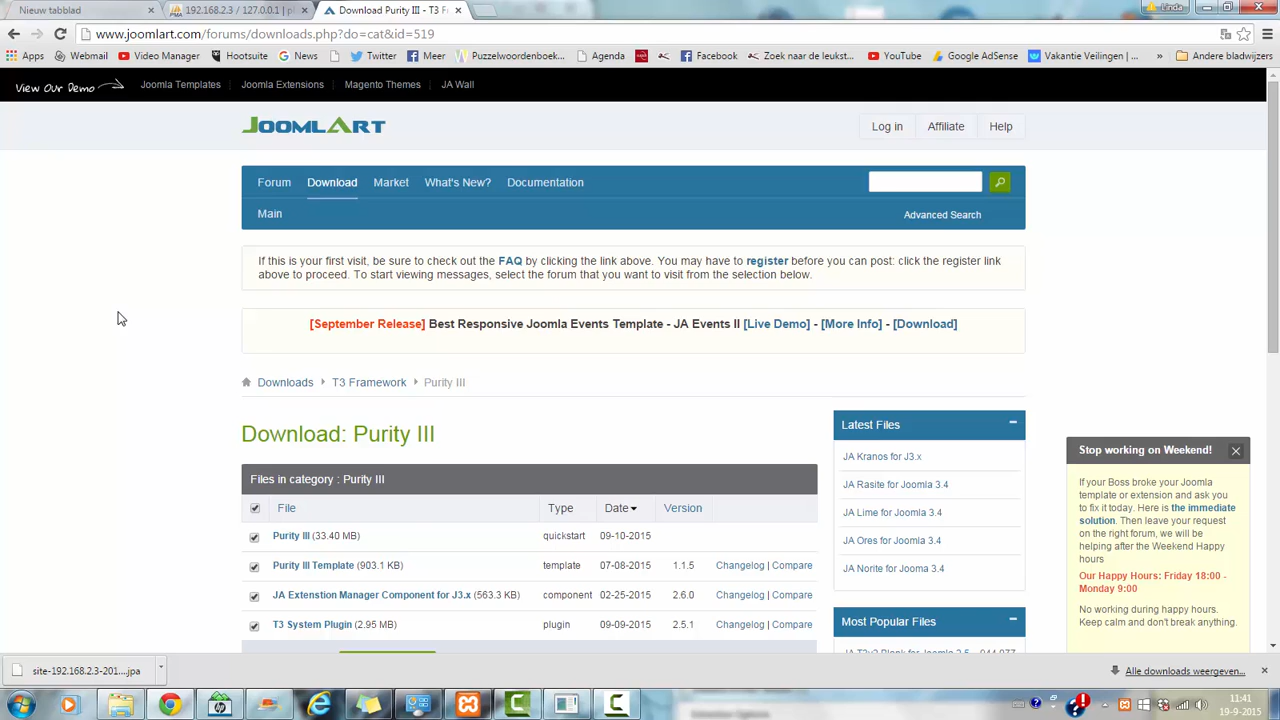 Nieuw tabblad
192.168.2.3 / 127.0.0.1 | pl
Download Purity III - T3 F
Linda
www.joomlart.com/forums/downloads.php?do=cat&id=519
Apps Webmail Video Manager Hootsuite News Twitter Meer Puzzelwoordenboek... Agenda Facebook Zoek naar de leukst... YouTube Google AdSense Vakantie Veilingen |... » Andere bladwijzers
View Our Demo Joomla Templates Joomla Extensions Magento Themes JA Wall
JOOMLART
Log in Affiliate Help
Forum Download Market What's New? Documentation
Main Advanced Search
If this is your first visit, be sure to check out the FAQ by clicking the link above. You may have to register before you can post: click the register link
above to proceed. To start viewing messages, select the forum that you want to visit from the selection below.
[September Release] Best Responsive Joomla Events Template - JA Events II [Live Demo] - [More Info] - [Download]
Downloads T3 Framework Purity III
Download: Purity III
Files in category : Purity III
File Type Date Version
Purity III (33.40 MB) quickstart 09-10-2015
Purity III Template (903.1 KB) template 07-08-2015 1.1.5 Changelog | Compare
JA Extenstion Manager Component for J3.x (563.3 KB) component 02-25-2015 2.6.0 Changelog | Compare
T3 System Plugin (2.95 MB) plugin 09-09-2015 2.5.1 Changelog | Compare
Latest Files
JA Kranos for J3.x
JA Rasite for Joomla 3.4
JA Lime for Joomla 3.4
JA Ores for Joomla 3.4
JA Norite for Jooma 3.4
Most Popular Files
Stop working on Weekend!
If your Boss broke your Joomla
template or extension and ask you
to fix it today. Here is the immediate
solution. Then leave your request
on the right forum, we will be
helping after the Weekend Happy
hours
Our Happy Hours: Friday 18:00 -
Monday 9:00
No working during happy hours.
Keep calm and don't break anything.
site-192.168.2.3-201....jpa
Alle downloads weergeven...
11:41
19-9-2015